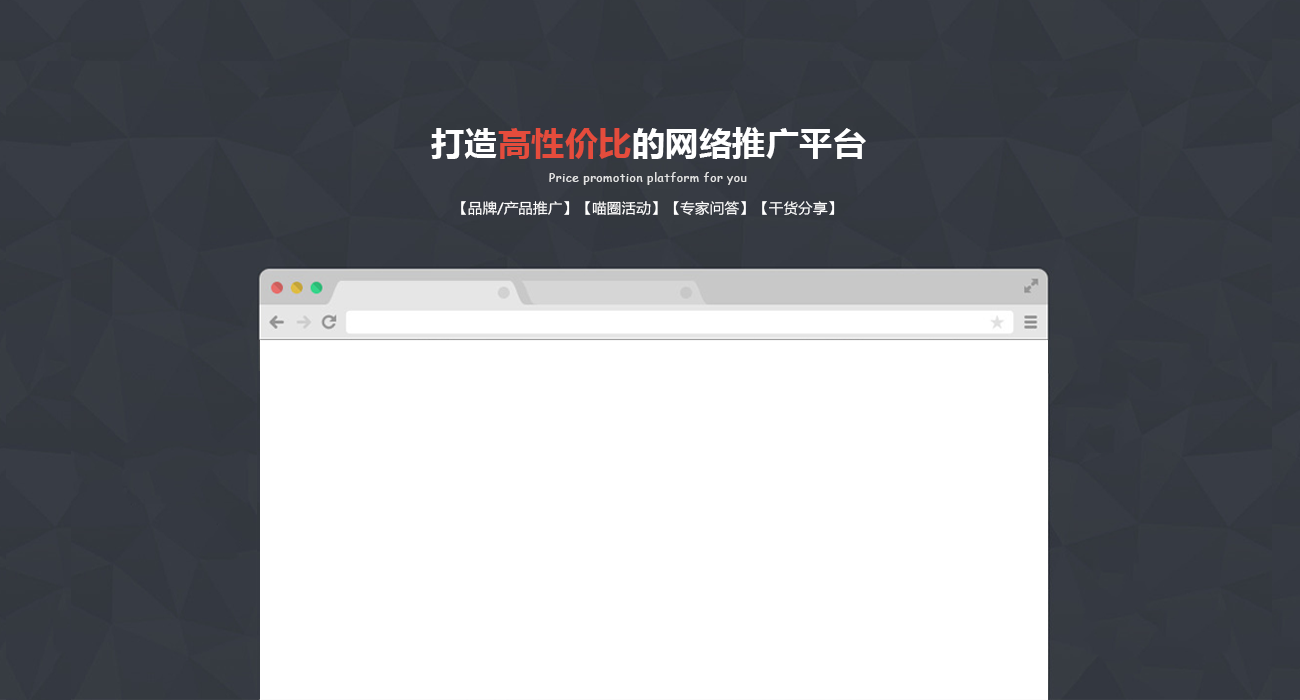 打造高性价比的网络推广平台
Price promotion platform for you
【品牌/产品推广】【喵圈活动】【专家问答】【干货分享】